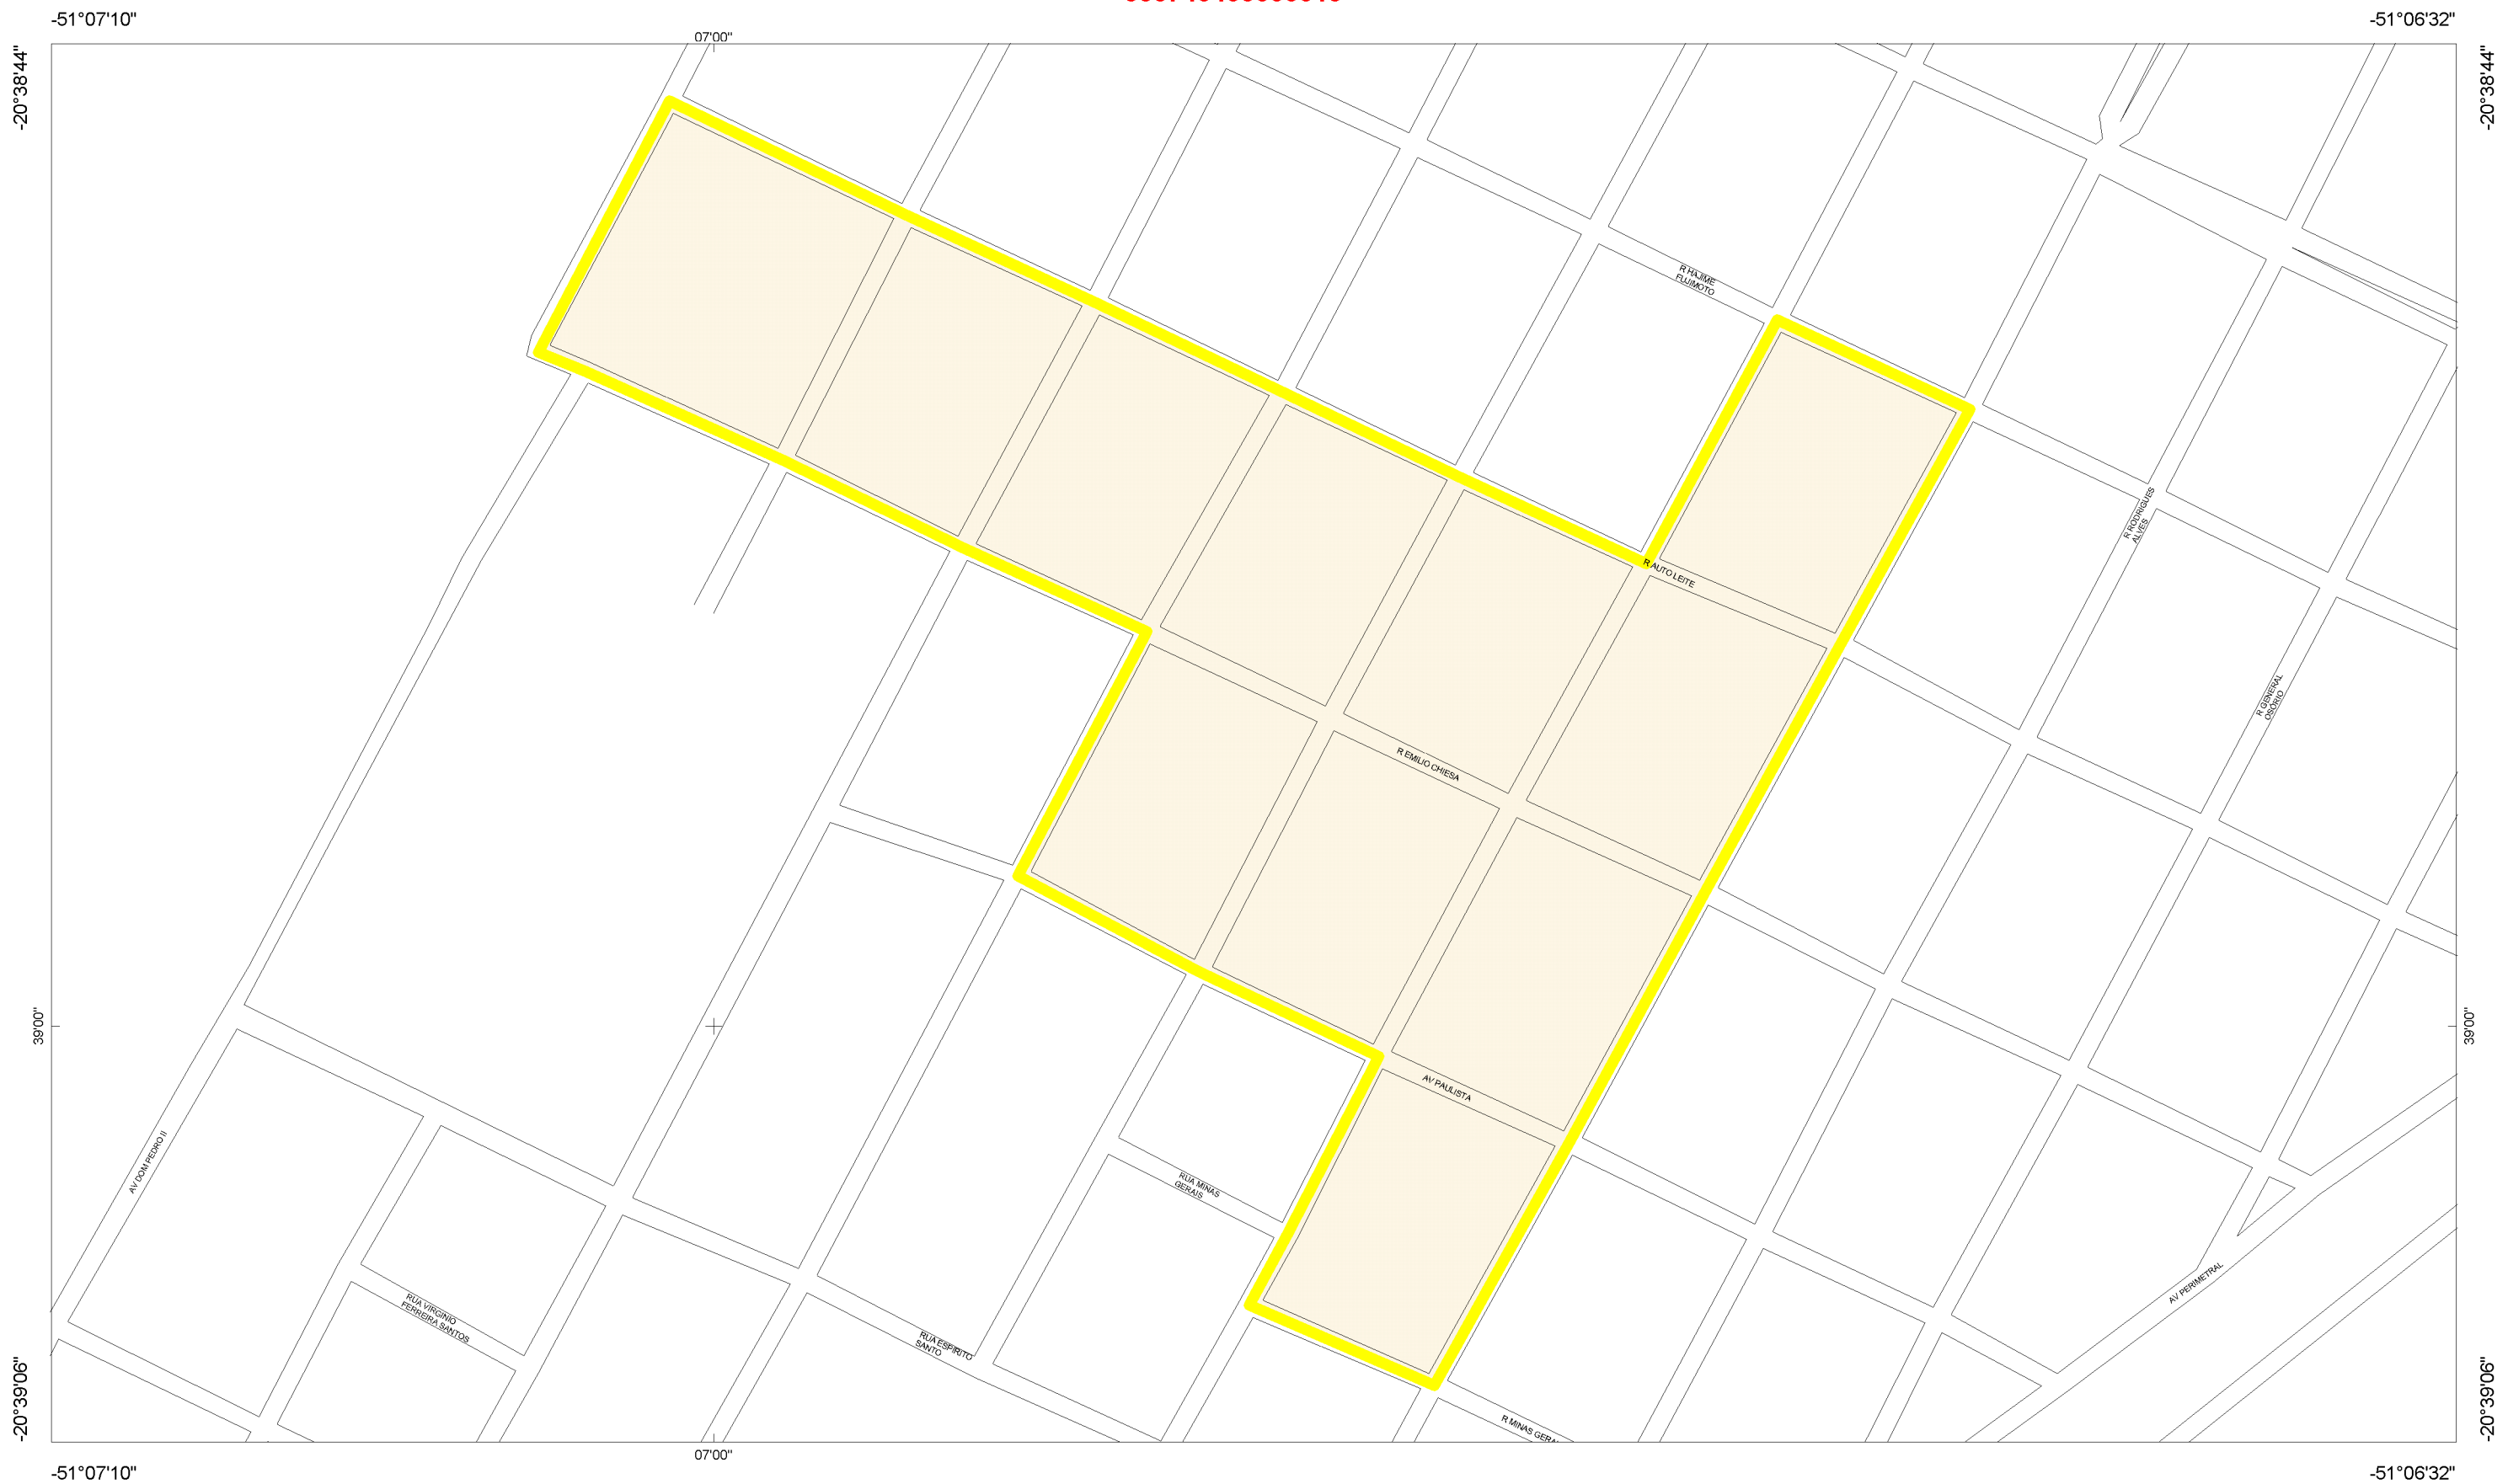 -51°07'10"
07'00"
-51°06'32"
-20°38'44"
-20°38'44"
R HAJIME
FUJIMOTO
R RODRIGUES
ALVES
R AUTO LEITE
R GENERAL
OSÓRIO
R EMILIO CHIESA
39'00"
39'00"
AV PAULISTA
AV DOM PEDRO II
RUA MINAS
GERAIS
AV PERIMETRAL
RUA VIRGINIO
FERREIRA SANTOS
RUA ESPIRITO
SANTO
-20°39'06"
-20°39'06"
R MINAS GERA
07'00"
-51°07'10"
-51°06'32"